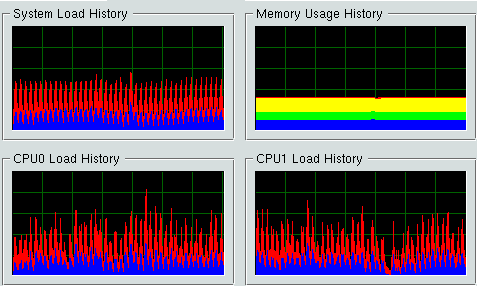 System Load History
Memory Usage History
CPU0 Load History
CPU1 Load History